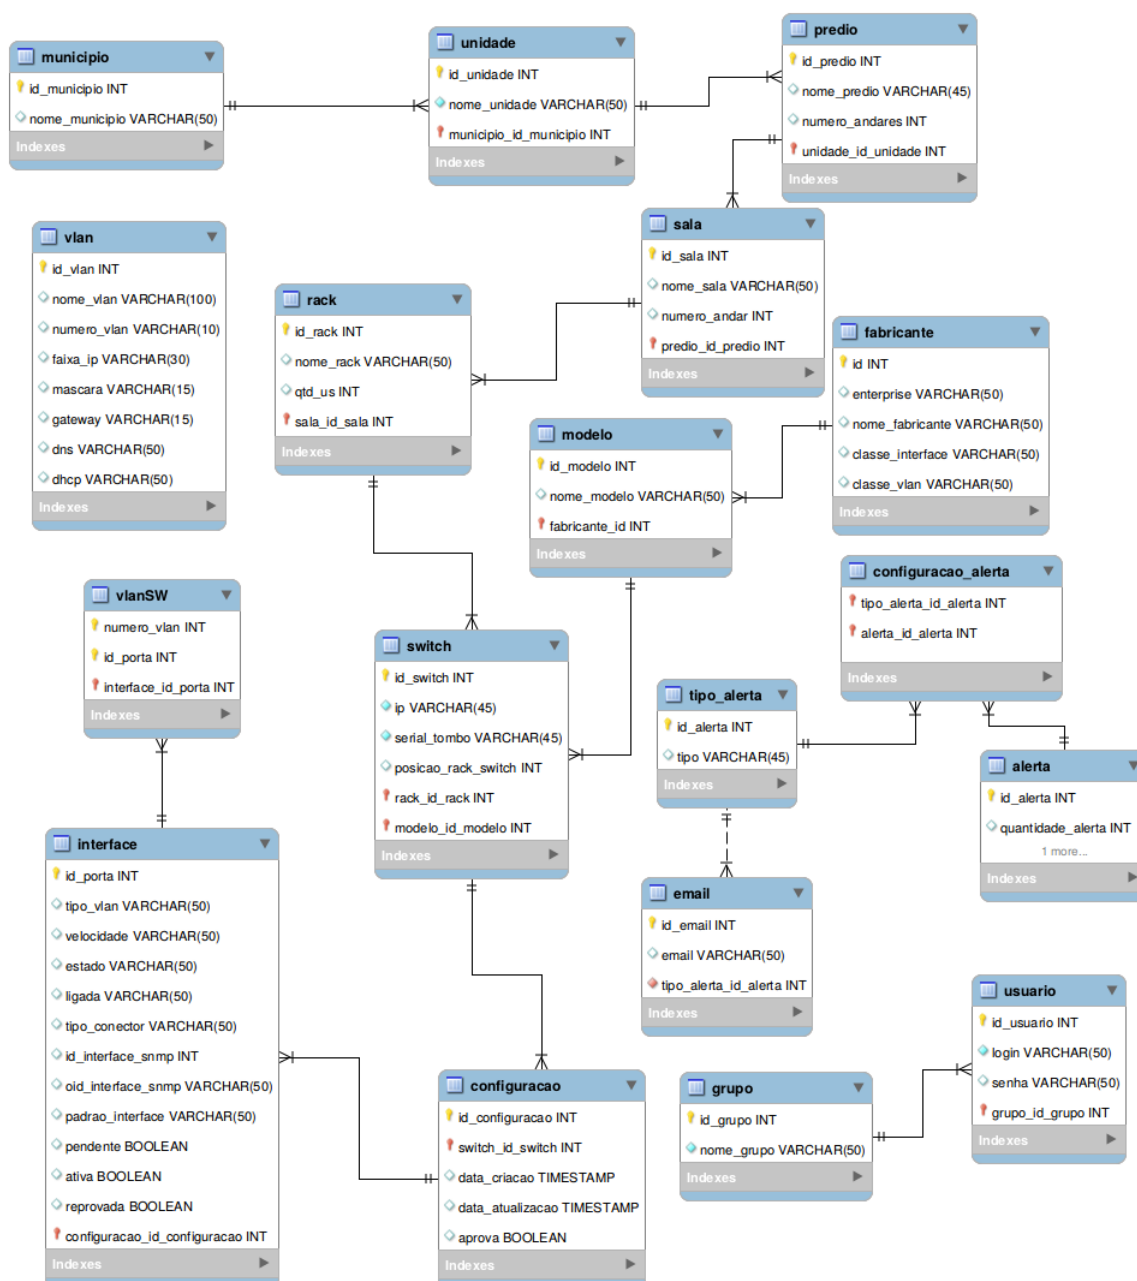 municipio
id_municipio INT
nome_municipio VARCHAR(50)
Indexes
unidade
id_unidade INT
nome_unidade VARCHAR(50)
municipio_id_municipio INT
Indexes
predio
id_predio INT
nome_predio VARCHAR(45)
numero_andares INT
unidade_id_unidade INT
Indexes
vlan
id_vlan INT
nome_vlan VARCHAR(100)
numero_vlan VARCHAR(10)
faixa_ip VARCHAR(30)
mascara VARCHAR(15)
gateway VARCHAR(15)
dns VARCHAR(50)
dhcp VARCHAR(50)
Indexes
rack
id_rack INT
nome_rack VARCHAR(50)
qtd_us INT
sala_id_sala INT
Indexes
sala
id_sala INT
nome_sala VARCHAR(50)
numero_andar INT
predio_id_predio INT
Indexes
fabricante
id INT
enterprise VARCHAR(50)
nome_fabricante VARCHAR(50)
classe_interface VARCHAR(50)
classe_vlan VARCHAR(50)
Indexes
modelo
id_modelo INT
nome_modelo VARCHAR(50)
fabricante_id INT
Indexes
vlanSW
numero_vlan INT
id_porta INT
interface_id_porta INT
Indexes
switch
id_switch INT
ip VARCHAR(45)
serial_tombo VARCHAR(45)
posicao_rack_switch INT
rack_id_rack INT
modelo_id_modelo INT
Indexes
configuracao_alerta
tipo_alerta_id_alerta INT
alerta_id_alerta INT
Indexes
tipo_alerta
id_alerta INT
tipo VARCHAR(45)
Indexes
alerta
id_alerta INT
quantidade_alerta INT
1 more...
Indexes
interface
id_porta INT
tipo_vlan VARCHAR(50)
velocidade VARCHAR(50)
estado VARCHAR(50)
ligada VARCHAR(50)
tipo_conector VARCHAR(50)
id_interface_snmp INT
oid_interface_snmp VARCHAR(50)
padrao_interface VARCHAR(50)
pendente BOOLEAN
ativa BOOLEAN
reprovada BOOLEAN
configuracao_id_configuracao INT
Indexes
email
id_email INT
email VARCHAR(50)
tipo_alerta_id_alerta INT
Indexes
usuario
id_usuario INT
login VARCHAR(50)
senha VARCHAR(50)
grupo_id_grupo INT
Indexes
configuracao
id_configuracao INT
switch_id_switch INT
data_criacao TIMESTAMP
data_atualizacao TIMESTAMP
aprova BOOLEAN
Indexes
grupo
id_grupo INT
nome_grupo VARCHAR(50)
Indexes